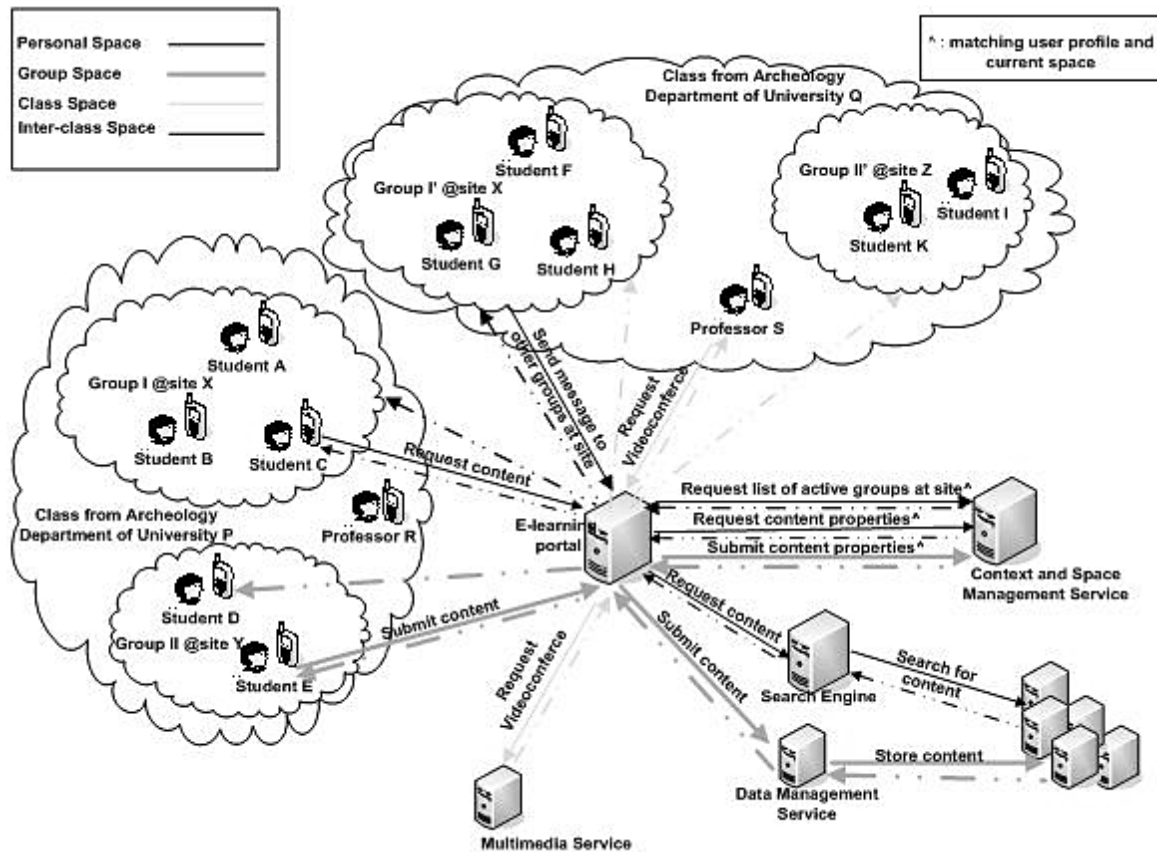 Personal Space
Group Space
Class Space
Inter-class Space
^ : matching user profile and
current space
Class from Archeology
Department of University Q
Student F
Group I' @site X
Student G
Student H
Group II' @site Z
Student I
Student K
Professor S
Student A
Group I @site X
Student B
Student C
Class from Archeology
Department of University P
Professor R
Student D
Group II @site Y
Student E
Send message to
other groups at site
Request
Videoconferce
Request content
E-learning
portal
Request list of active groups at site^
Request content properties^
Submit content properties^
Context and Space
Management Service
Submit content
Request content
Search Engine
Search for
content
Submit content
Request
Videoconferce
Store content
Data Management
Service
Multimedia Service